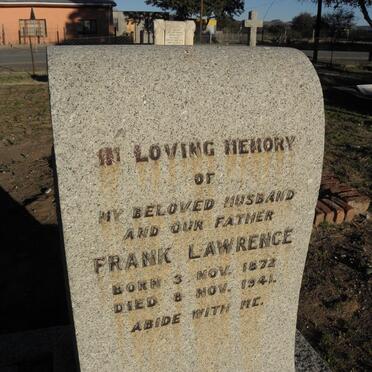 IN LOVING MEMORY
OF
MY BELOVED HUSBAND
AND OUR FATHER
FRANK LAWRENCE
BORN 3 NOV. 1872
DIED 8 NOV. 1941.
ABIDE WITH ME.